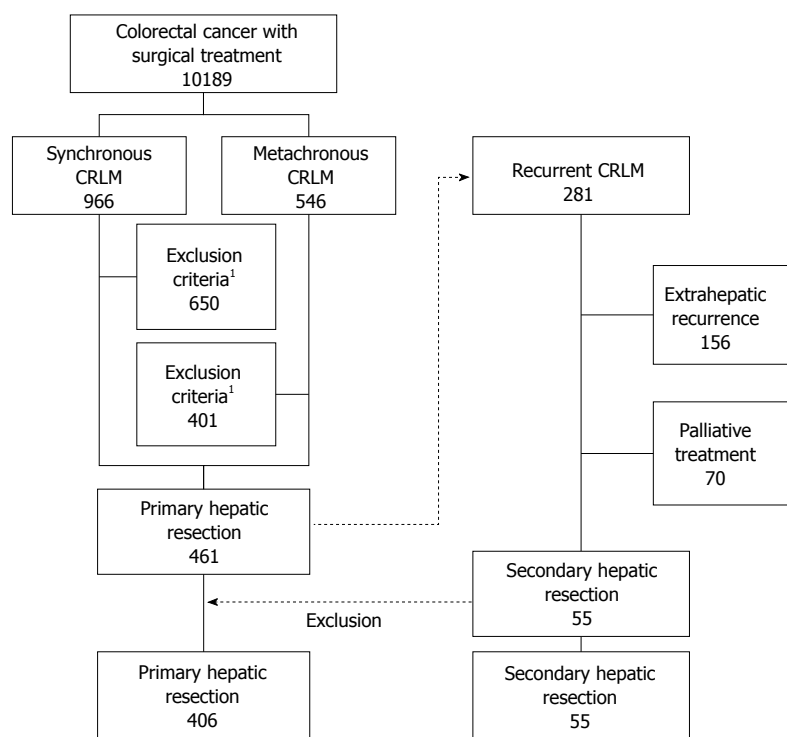 Colorectal cancer with
surgical treatment
10189
Synchronous
CRLM
966
Metachronous
CRLM
546
Exclusion
criteria¹
650
Exclusion
criteria¹
401
Primary hepatic
resection
461
Recurrent CRLM
281
Extrahepatic
recurrence
156
Palliative
treatment
70
Secondary hepatic
resection
55
Exclusion
Primary hepatic
resection
406
Secondary hepatic
resection
55